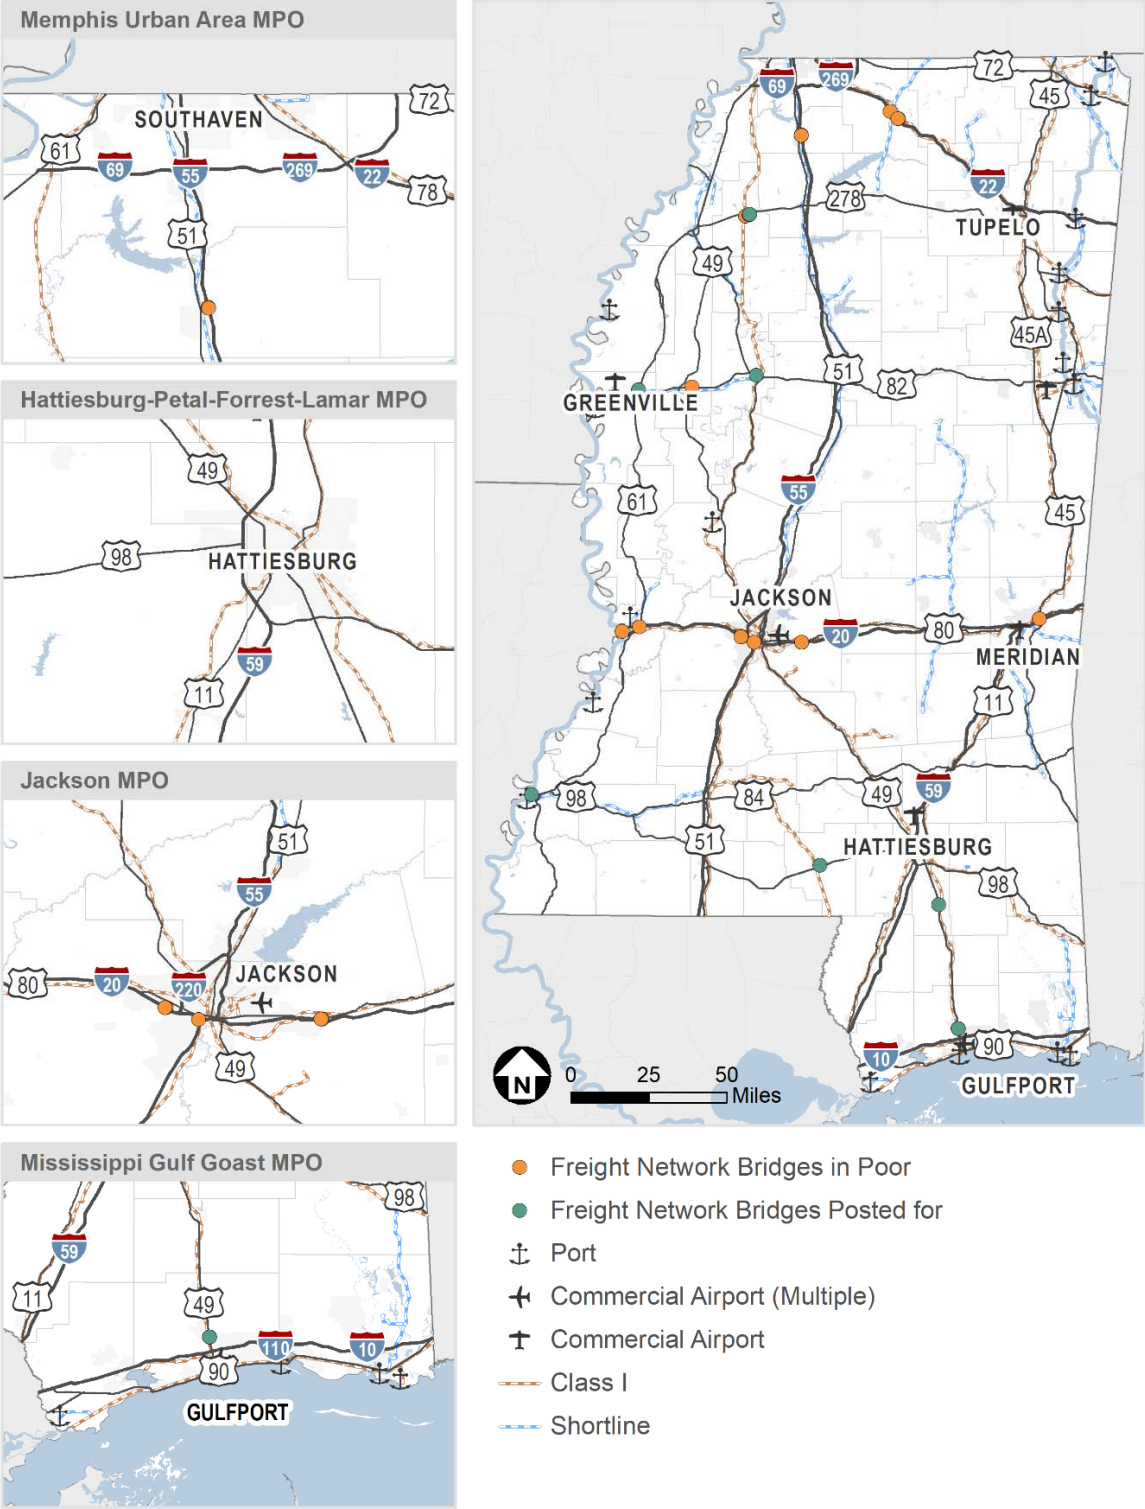 Memphis Urban Area MPO
72
SOUTHAVEN
61
69
55
269
22
78
51
Hattiesburg-Petal-Forrest-Lamar MPO
49
98
HATTIESBURG
59
11
Jackson MPO
51
55
JACKSON
80
20
220
49
Mississippi Gulf Goast MPO
98
59
11
49
110
10
90
GULFPORT
72
69
269
45
22
278
TUPELO
49
45A
51
82
GREENVILLE
55
61
45
JACKSON
20
80
MERIDIAN
11
59
98
84
49
51
HATTIESBURG
98
10
90
GULFPORT
N
0 25 50
Miles
Freight Network Bridges in Poor
Freight Network Bridges Posted for
Port
Commercial Airport (Multiple)
Commercial Airport
Class I
Shortline